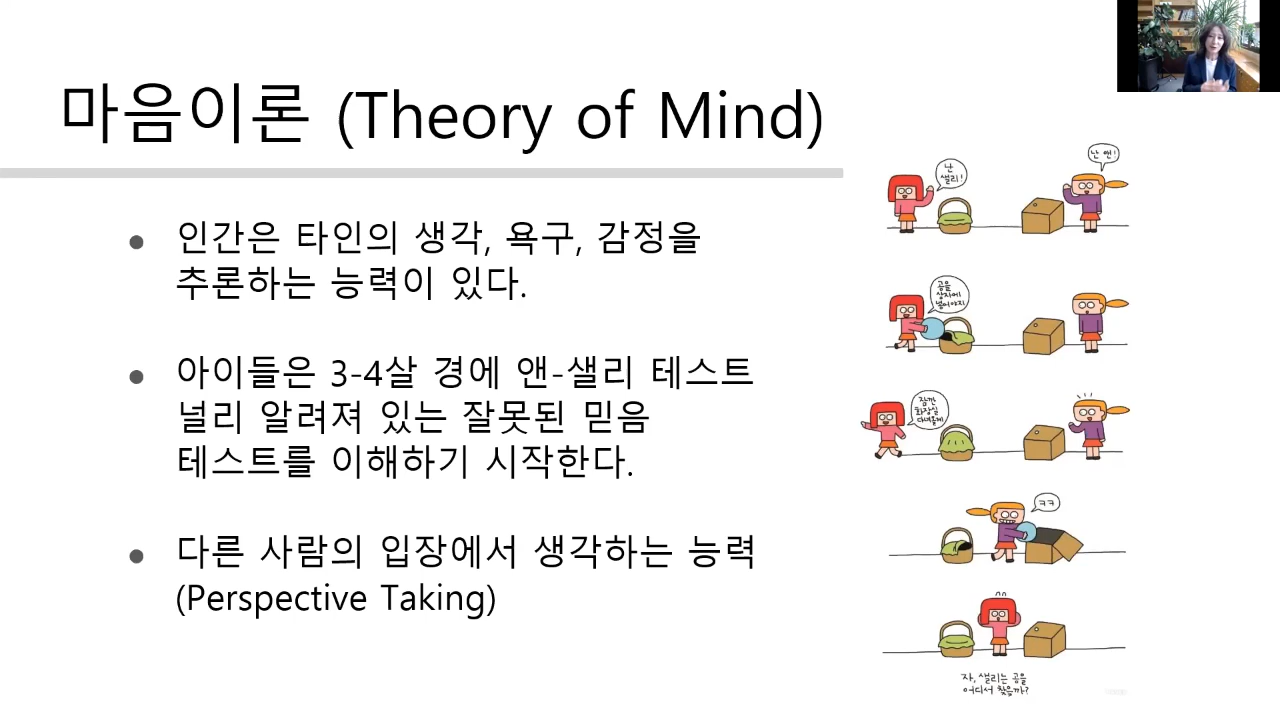 마음이론 (Theory of Mind)
인간은 타인의 생각, 욕구, 감정을
추론하는 능력이 있다.
아이들은 3-4살 경에 앤-샐리 테스트
널리 알려져 있는 잘못된 믿음
테스트를 이해하기 시작한다.
다른 사람의 입장에서 생각하는 능력
(Perspective Taking)
난
샐리!
난 앤!
공을
상자에
넣어야지
잠깐
화장실
다녀올게
ㅋㅋ
자, 샐리는 공을
어디서 찾을까?